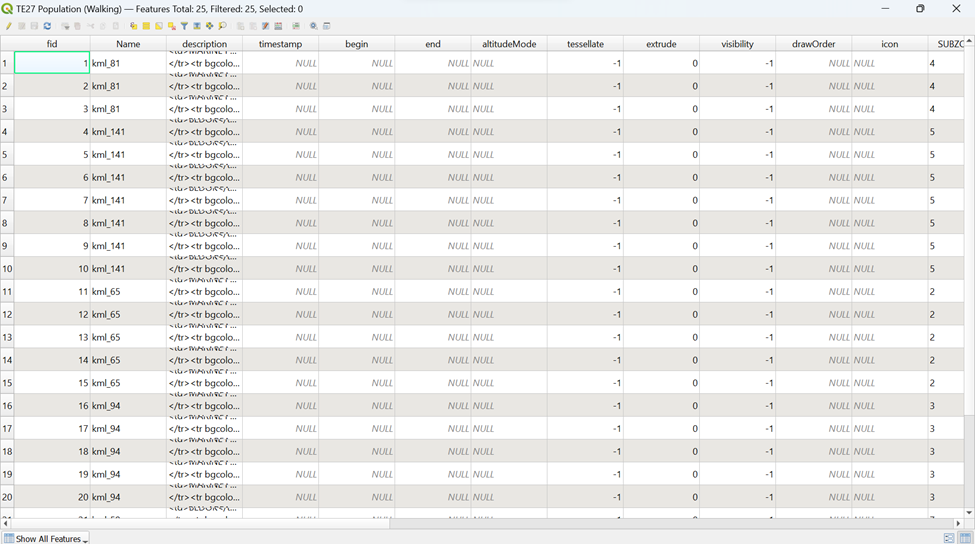 TE27 Population (Walking) — Features Total: 25, Filtered: 25, Selected: 0
fid Name description timestamp begin end altitudeMode tessellate extrude visibility drawOrder icon SUBZO
1 1 kml_81 </tr><tr bgcolo... NULL NULL NULL NULL -1 0 -1 NULL NULL 4
2 2 kml_81 </tr><tr bgcolo... NULL NULL NULL NULL -1 0 -1 NULL NULL 4
3 3 kml_81 </tr><tr bgcolo... NULL NULL NULL NULL -1 0 -1 NULL NULL 4
4 4 kml_141 </tr><tr bgcolo... NULL NULL NULL NULL -1 0 -1 NULL NULL 5
5 5 kml_141 </tr><tr bgcolo... NULL NULL NULL NULL -1 0 -1 NULL NULL 5
6 6 kml_141 </tr><tr bgcolo... NULL NULL NULL NULL -1 0 -1 NULL NULL 5
7 7 kml_141 </tr><tr bgcolo... NULL NULL NULL NULL -1 0 -1 NULL NULL 5
8 8 kml_141 </tr><tr bgcolo... NULL NULL NULL NULL -1 0 -1 NULL NULL 5
9 9 kml_141 </tr><tr bgcolo... NULL NULL NULL NULL -1 0 -1 NULL NULL 5
10 10 kml_141 </tr><tr bgcolo... NULL NULL NULL NULL -1 0 -1 NULL NULL 5
11 11 kml_65 </tr><tr bgcolo... NULL NULL NULL NULL -1 0 -1 NULL NULL 2
12 12 kml_65 </tr><tr bgcolo... NULL NULL NULL NULL -1 0 -1 NULL NULL 2
13 13 kml_65 </tr><tr bgcolo... NULL NULL NULL NULL -1 0 -1 NULL NULL 2
14 14 kml_65 </tr><tr bgcolo... NULL NULL NULL NULL -1 0 -1 NULL NULL 2
15 15 kml_65 </tr><tr bgcolo... NULL NULL NULL NULL -1 0 -1 NULL NULL 2
16 16 kml_94 </tr><tr bgcolo... NULL NULL NULL NULL -1 0 -1 NULL NULL 3
17 17 kml_94 </tr><tr bgcolo... NULL NULL NULL NULL -1 0 -1 NULL NULL 3
18 18 kml_94 </tr><tr bgcolo... NULL NULL NULL NULL -1 0 -1 NULL NULL 3
19 19 kml_94 </tr><tr bgcolo... NULL NULL NULL NULL -1 0 -1 NULL NULL 3
20 20 kml_94 </tr><tr bgcolo... NULL NULL NULL NULL -1 0 -1 NULL NULL 3
Show All Features